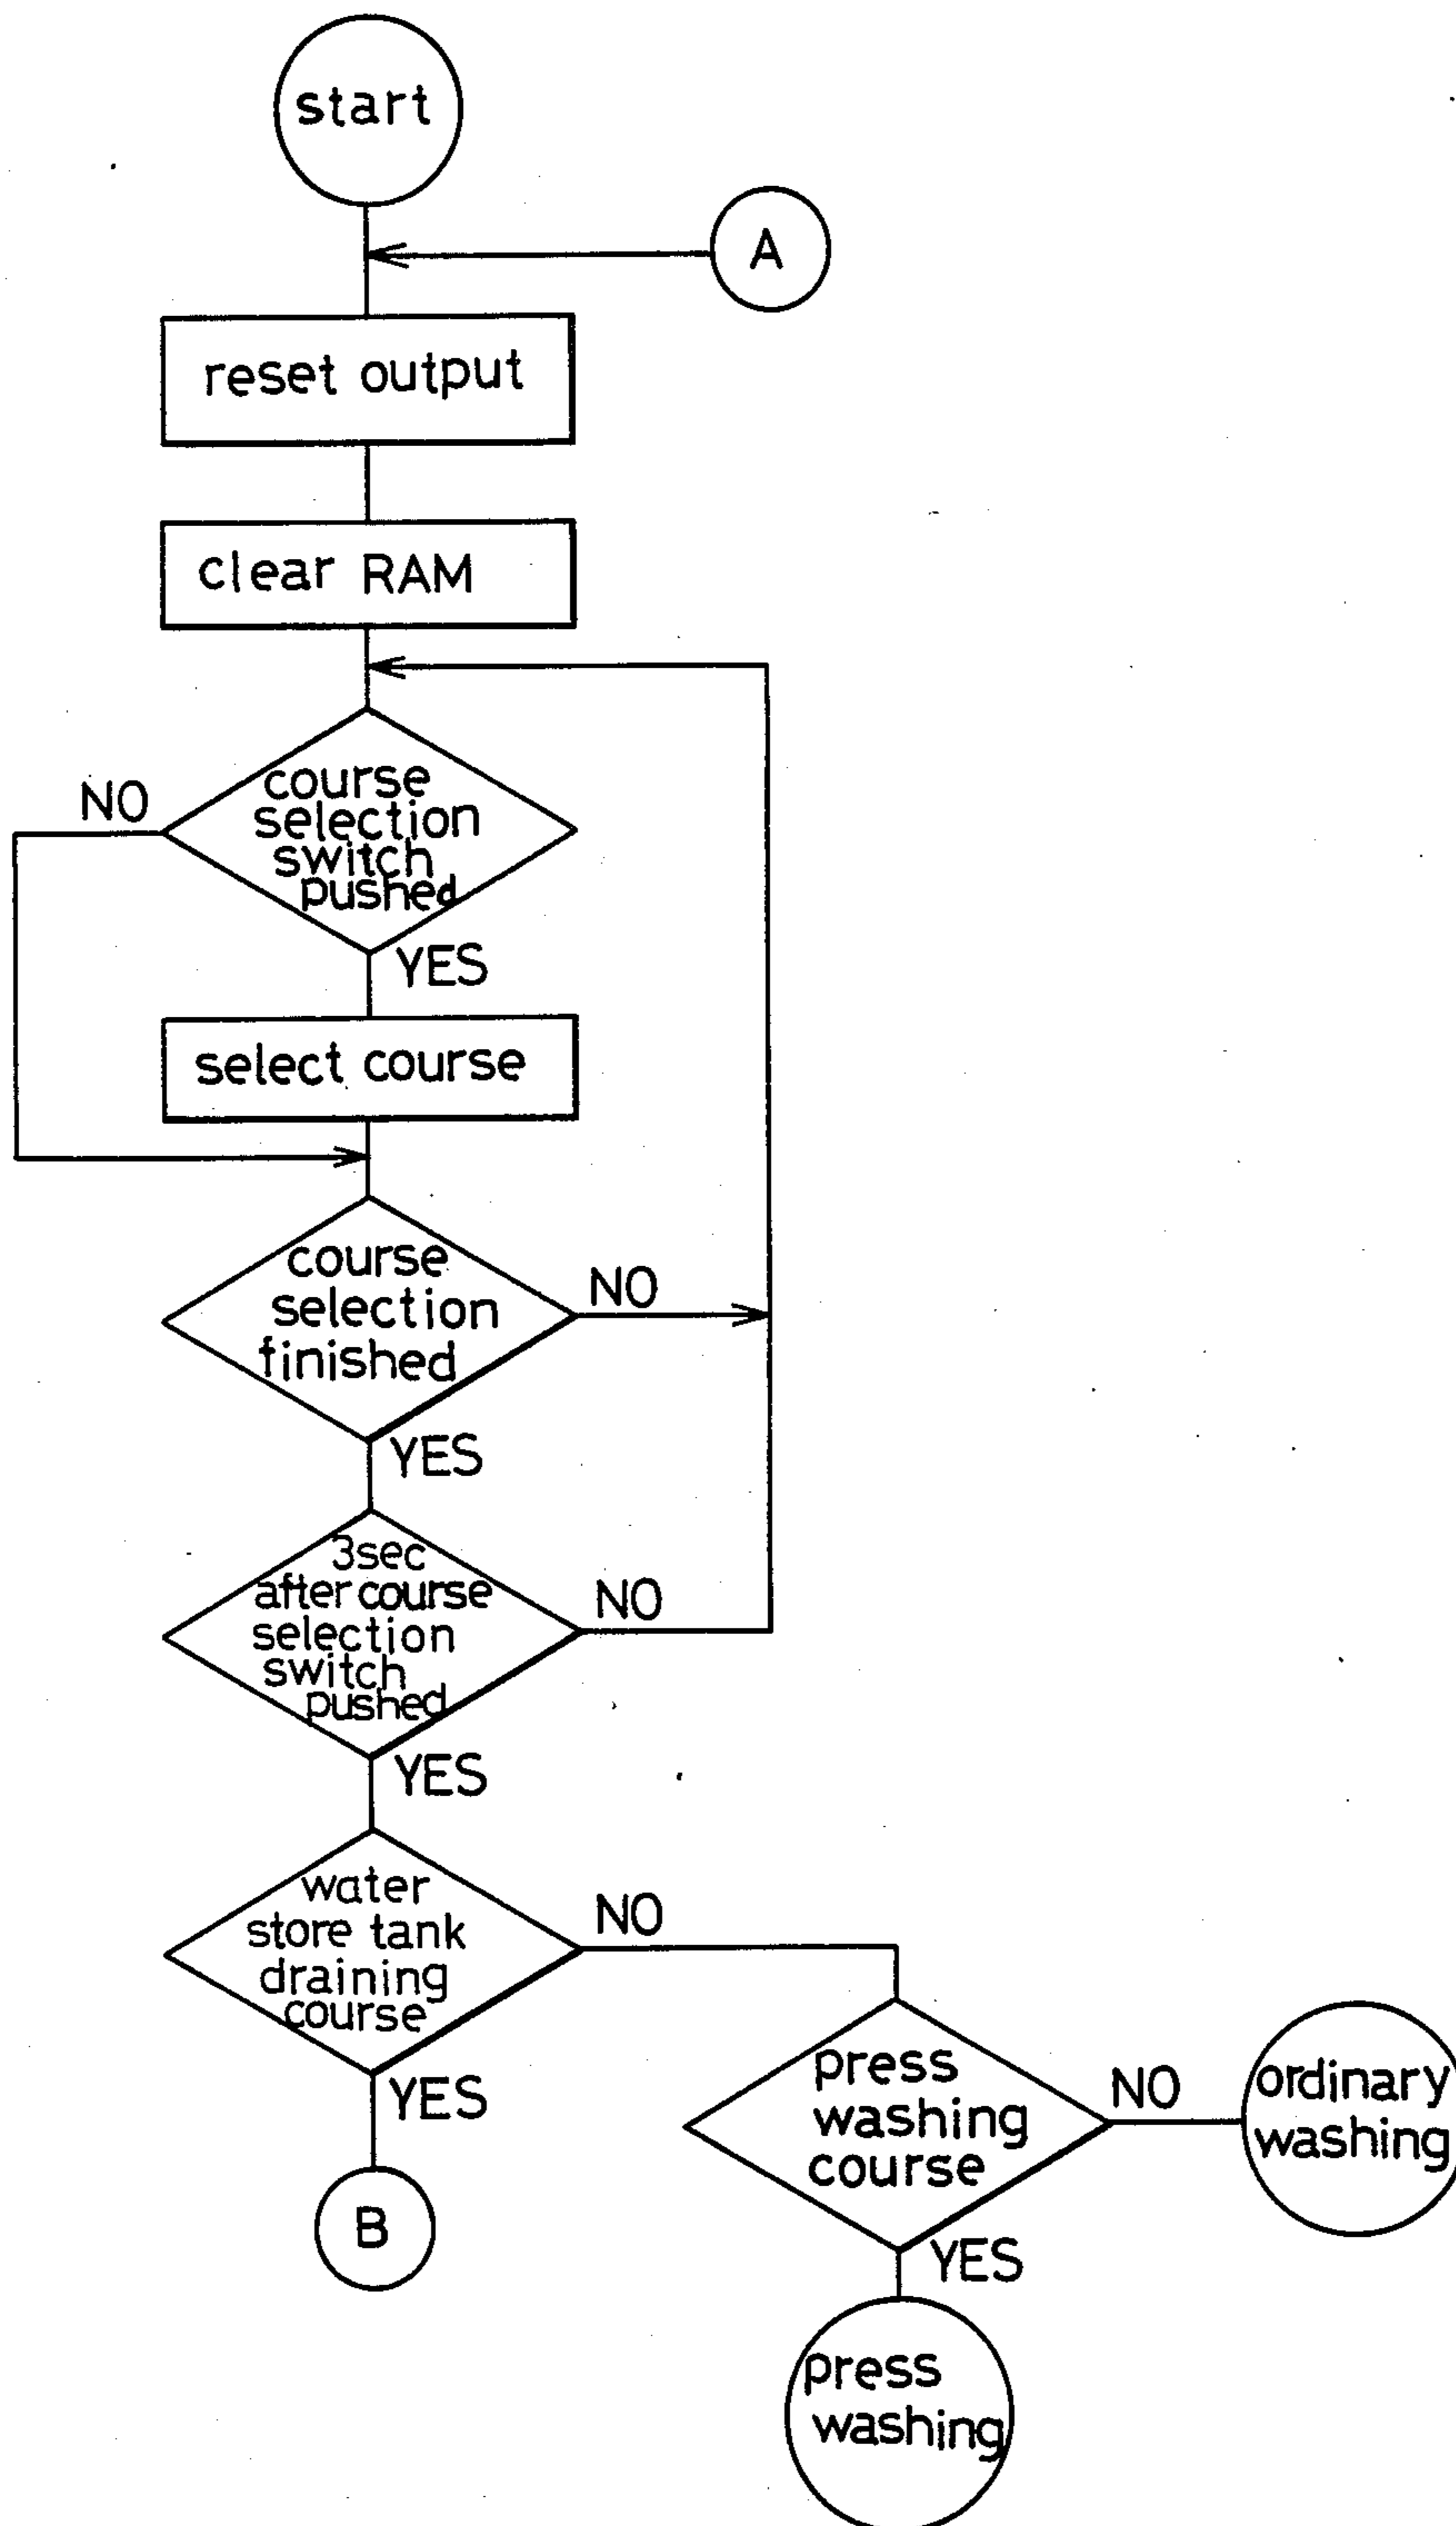 start
A
reset output
clear RAM
course
selection
switch
pushed
NO
YES
select course
course
selection
finished
NO
YES
3sec
after course
selection
switch
pushed
NO
YES
water
store tank
draining
course
NO
YES
B
press
washing
course
NO
ordinary
washing
YES
press
washing